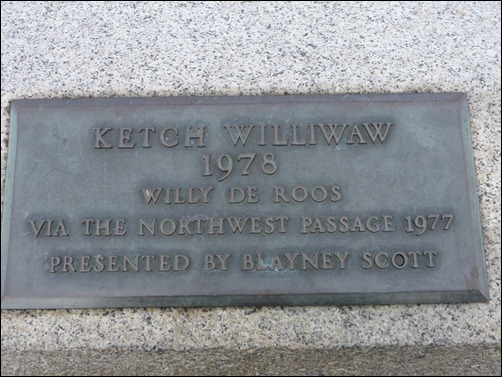 KETCH WILLIWAW
1978
WILLY DE ROOS
VIA THE NORTHWEST PASSAGE 1977
PRESENTED BY BLAYNEY SCOTT